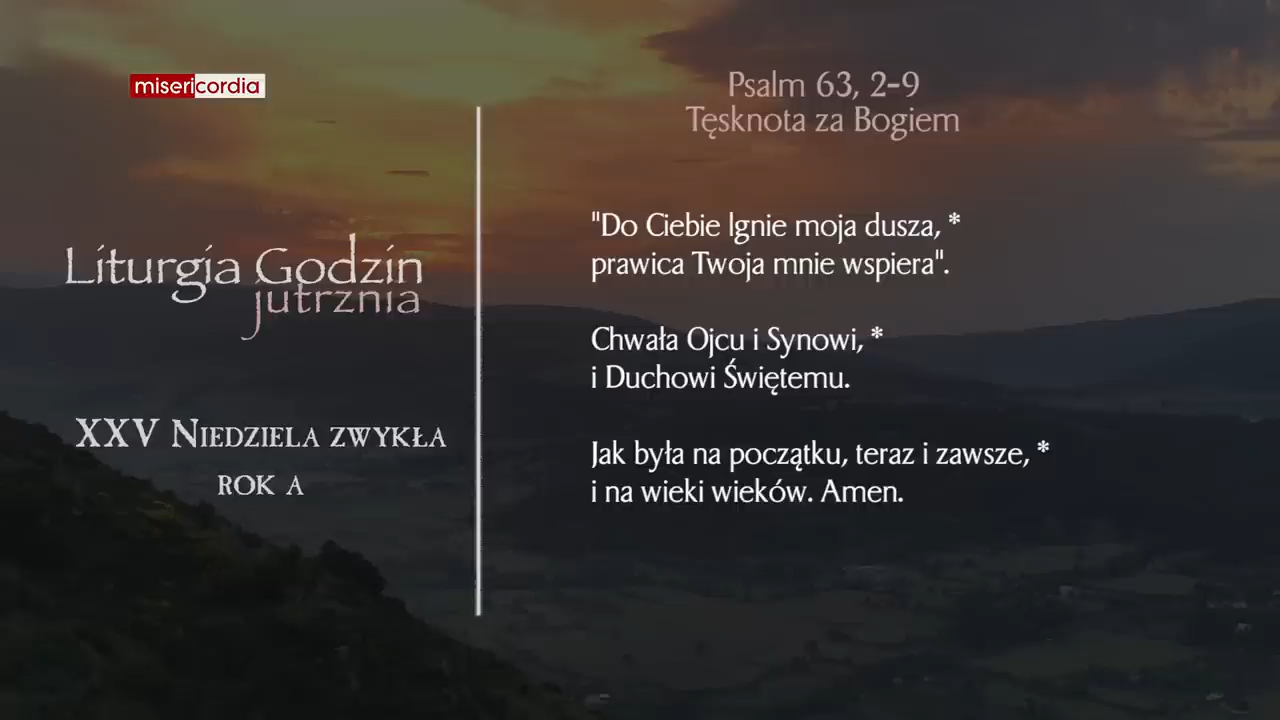 misericordia
Liturgia Godzin
jutrznia
XXV Niedziela zwykła
rok A
Psalm 63, 2-9
Tęsknota za Bogiem
"Do Ciebie lgnie moja dusza, *
prawica Twoja mnie wspiera".
Chwała Ojcu i Synowi, *
i Duchowi Świętemu.
Jak była na początku, teraz i zawsze, *
i na wieki wieków. Amen.